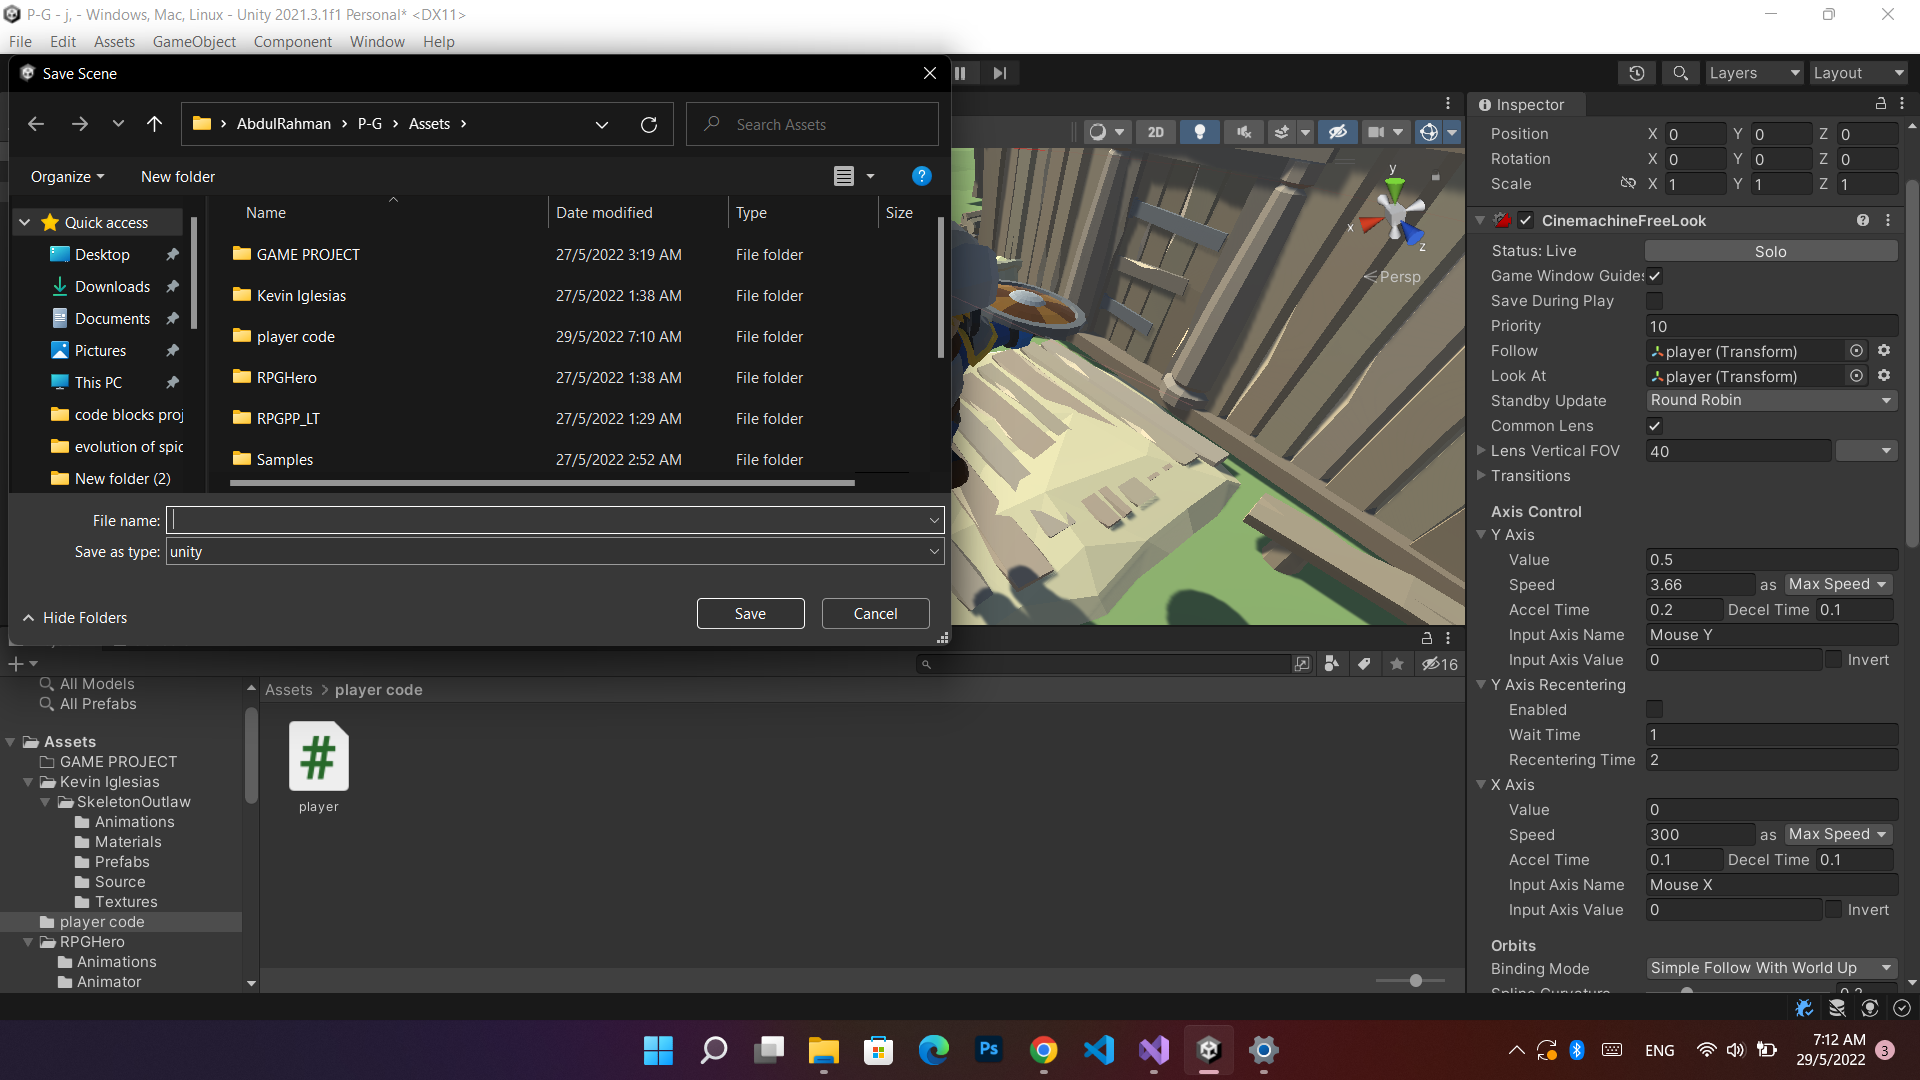 P-G - j, - Windows, Mac, Linux - Unity 2021.3.1f1 Personal* <DX11>
File Edit Assets GameObject Component Window Help
Save Scene
AbdulRahman > P-G > Assets >
Search Assets
Organize
New folder
Name Date modified Type Size
Quick access
Desktop
Downloads
Documents
Pictures
This PC
code blocks proj
evolution of spid
New folder (2)
GAME PROJECT 27/5/2022 3:19 AM File folder
Kevin Iglesias 27/5/2022 1:38 AM File folder
player code 29/5/2022 7:10 AM File folder
RPGHero 27/5/2022 1:38 AM File folder
RPGPP_LT 27/5/2022 1:29 AM File folder
Samples 27/5/2022 2:52 AM File folder
File name:
Save as type: unity
Hide Folders
Save
Cancel
Layers
Layout
2D
y
x
z
Persp
Inspector
Position X 0 Y 0 Z 0
Rotation X 0 Y 0 Z 0
Scale X 1 Y 1 Z 1
CinemachineFreeLook
Status: Live Solo
Game Window Guides
Save During Play
Priority 10
Follow player (Transform)
Look At player (Transform)
Standby Update Round Robin
Common Lens
Lens Vertical FOV 40
Transitions
Axis Control
Y Axis
Value 0.5
Speed 3.66 as Max Speed
Accel Time 0.2 Decel Time 0.1
Input Axis Name Mouse Y
Input Axis Value 0 Invert
Y Axis Recentering
Enabled
Wait Time 1
Recentering Time 2
X Axis
Value 0
Speed 300 as Max Speed
Accel Time 0.1 Decel Time 0.1
Input Axis Name Mouse X
Input Axis Value 0 Invert
Orbits
Binding Mode Simple Follow With World Up
Spline Curvature 0.2
16
All Models
All Prefabs
Assets
GAME PROJECT
Kevin Iglesias
SkeletonOutlaw
Animations
Materials
Prefabs
Source
Textures
player code
RPGHero
Animations
Animator
Assets > player code
#
player
Ps
ENG
7:12 AM
29/5/2022
3